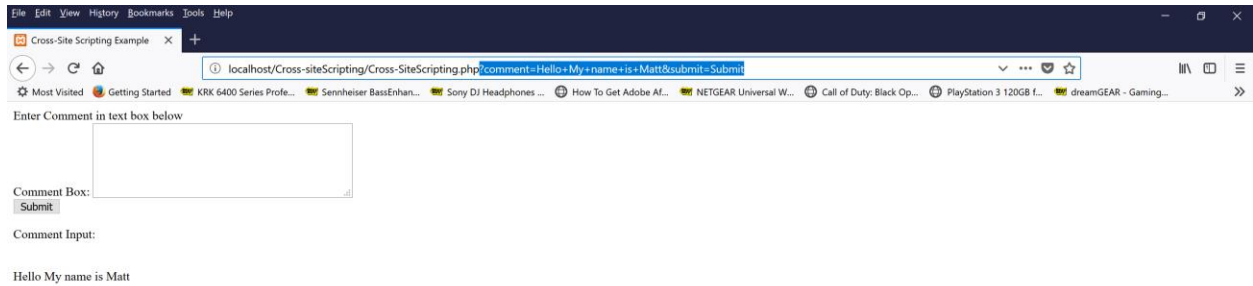 File Edit View History Bookmarks Tools Help
Cross-Site Scripting Example
localhost/Cross-siteScripting/Cross-SiteScripting.php?comment=Hello+My+name+is+Matt&submit=Submit
Most Visited Getting Started KRK 6400 Series Profe... Sennheiser BassEnhan... Sony DJ Headphones ... How To Get Adobe Af... NETGEAR Universal W... Call of Duty: Black Op... PlayStation 3 120GB f... dreamGEAR - Gaming...
Enter Comment in text box below
Comment Box:
Submit
Comment Input:
Hello My name is Matt